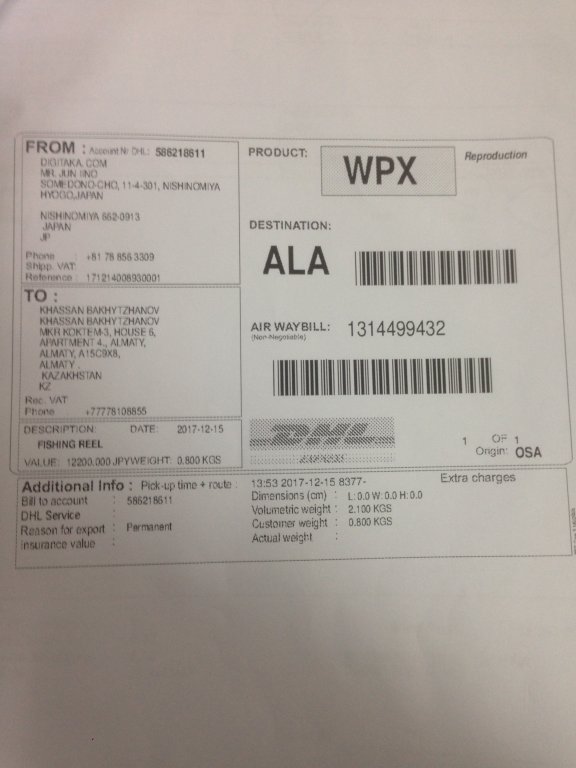 FROM : Account Nr DHL: 586218611
DIGITAKA.COM
MR. JUN IINO
SOMEDONO-CHO, 11-4-301, NISHINOMIYA
HYOGO,JAPAN
NISHINOMIYA 662-0913
JAPAN
JP
Phone : +81 78 856 3309
Shipp. VAT:
Reference : 171214008930001
PRODUCT: WPX
Reproduction
DESTINATION:
ALA
TO :
KHASSAN BAKHYTZHANOV
KHASSAN BAKHYTZHANOV
MKR KOKTEM-3, HOUSE 6,
APARTMENT 4., ALMATY,
ALMATY, A15C9X8,
ALMATY .
KAZAKHSTAN
KZ
Rec. VAT
Phone +77778108855
AIR WAYBILL: 1314499432
(Non-Negotiable)
DESCRIPTION: DATE: 2017-12-15
FISHING REEL
VALUE: 12200.000 JPY WEIGHT: 0.800 KGS
DHL
EXPRESS
1 OF 1
Origin: OSA
Additional Info : Pick-up time + route : 13:53 2017-12-15 8377-
Extra charges
Bill to account : 586218611
DHL Service :
Reason for export : Permanent
Insurance value :
Dimensions (cm) : L:0.0 W:0.0 H:0.0
Volumetric weight : 2.100 KGS
Customer weight : 0.800 KGS
Actual weight :